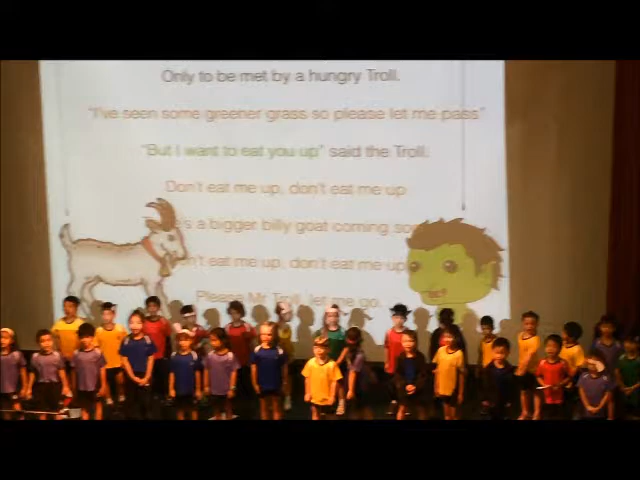 Only to be met by a hungry Troll.
"I've seen some greener grass so please let me pass"
"But I want to eat you up" said the Troll.
Don't eat me up, don't eat me up
a bigger billy goat coming
eat me up, don't eat me up
Please Mr Troll, let me go.